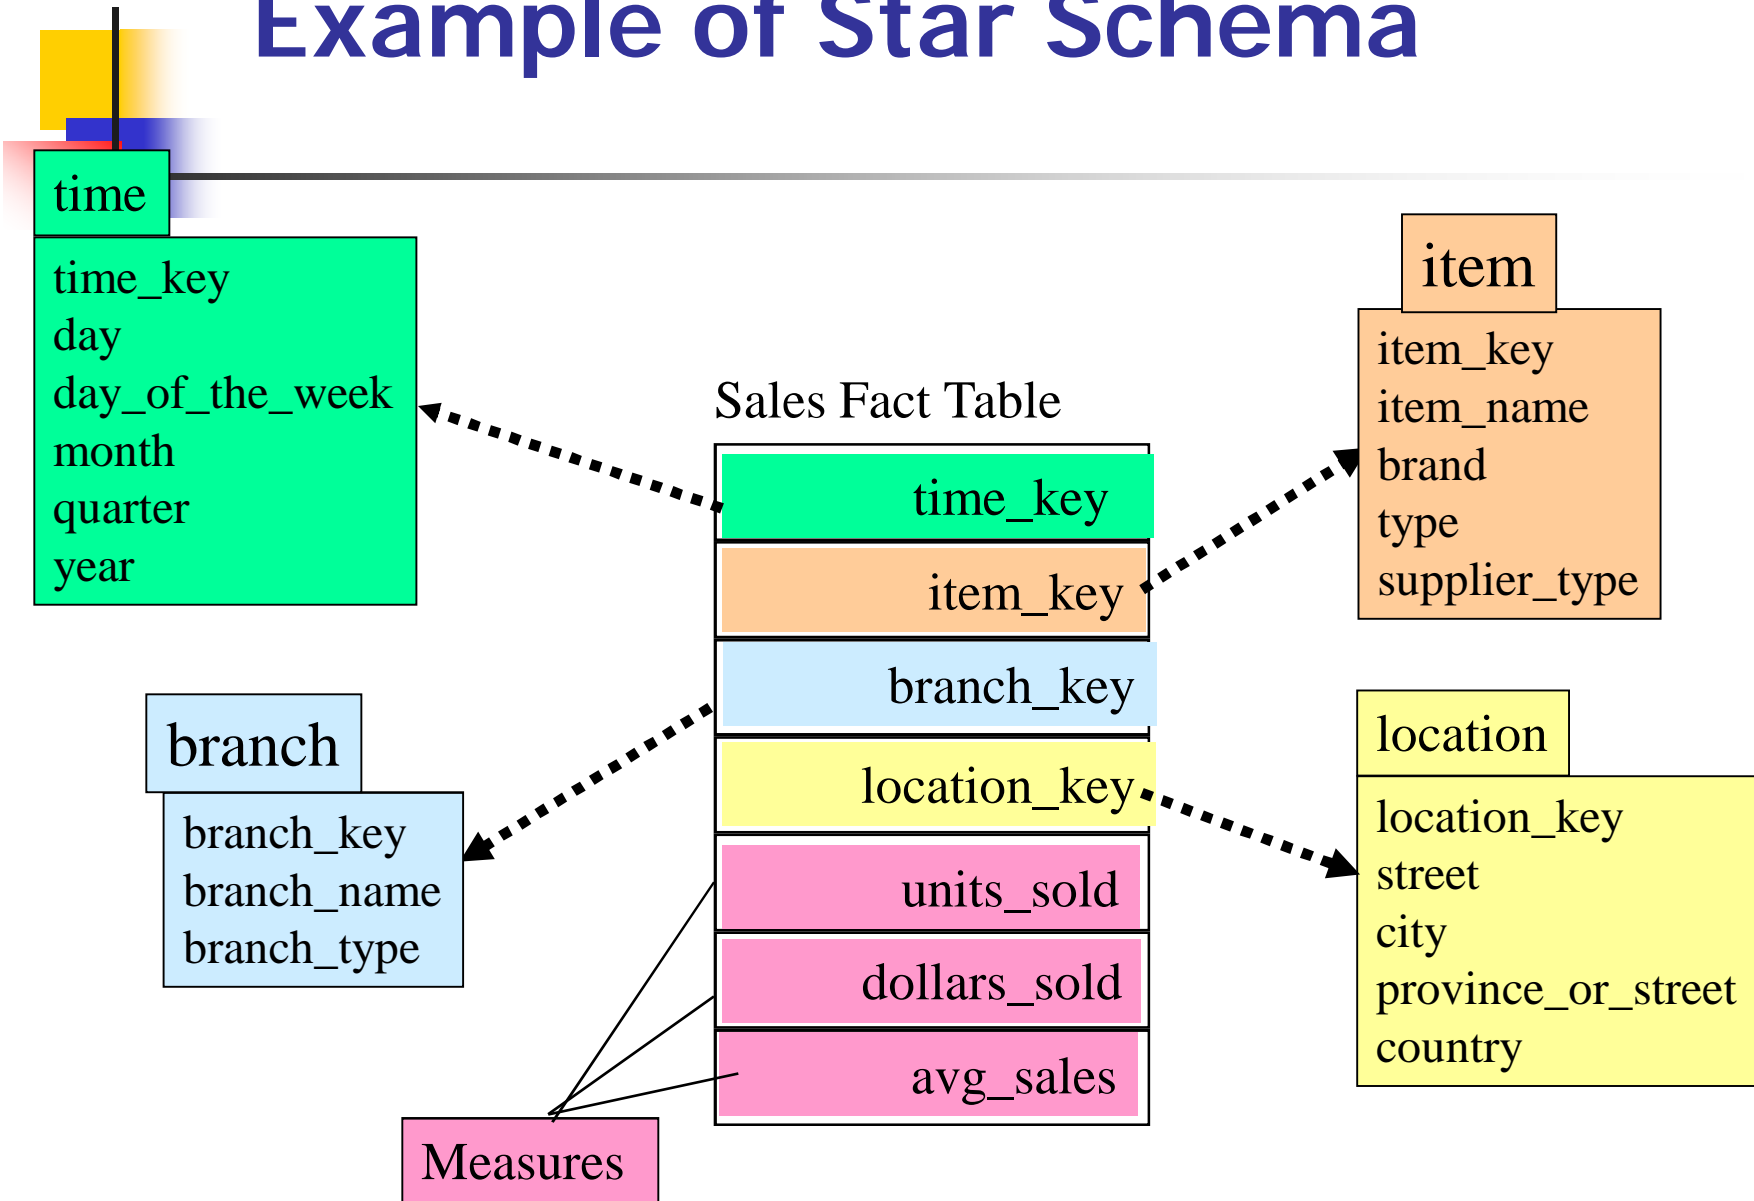 Example of Star Schema
time
time_key
day
day_of_the_week
month
quarter
year
item
item_key
item_name
brand
type
supplier_type
Sales Fact Table
time_key
item_key
branch_key
location_key
units_sold
dollars_sold
avg_sales
branch
branch_key
branch_name
branch_type
location
location_key
street
city
province_or_street
country
Measures